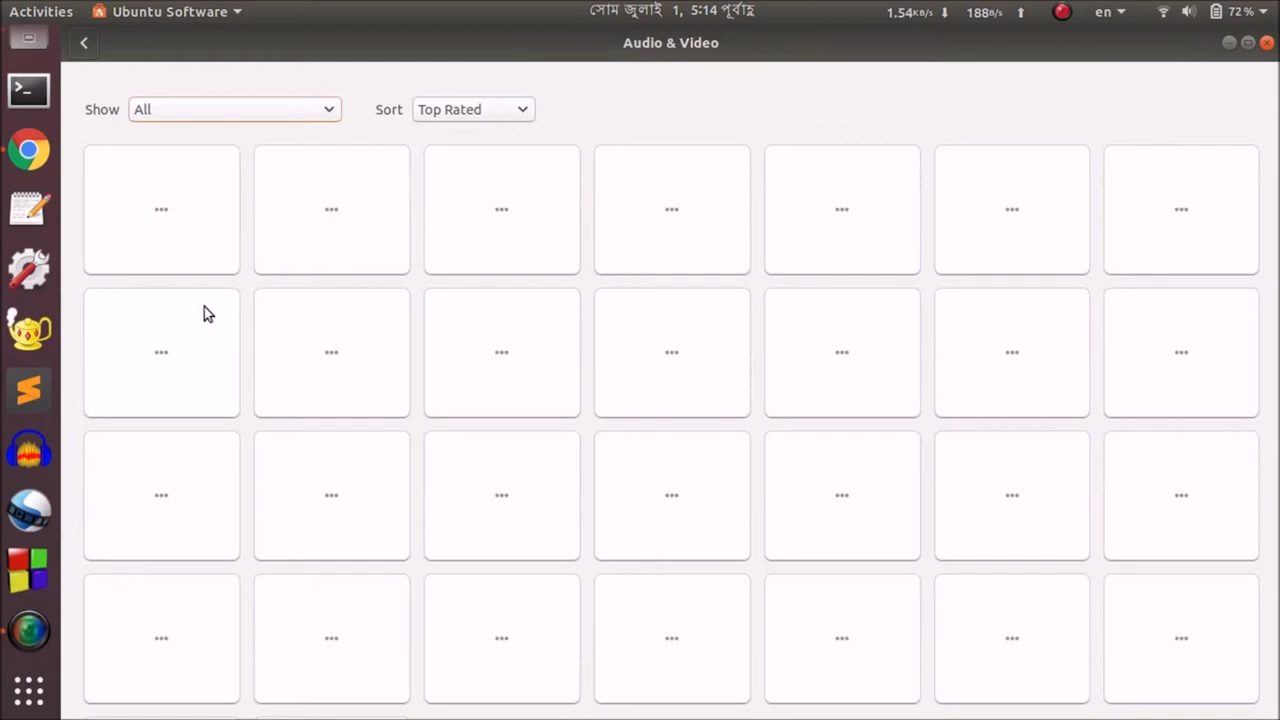 Activities Ubuntu Software সোম জুলাই 1, 5:14 পূর্বাহ্ণ 1.54KB/s 188B/s en 72%
Audio & Video
Show All Sort Top Rated